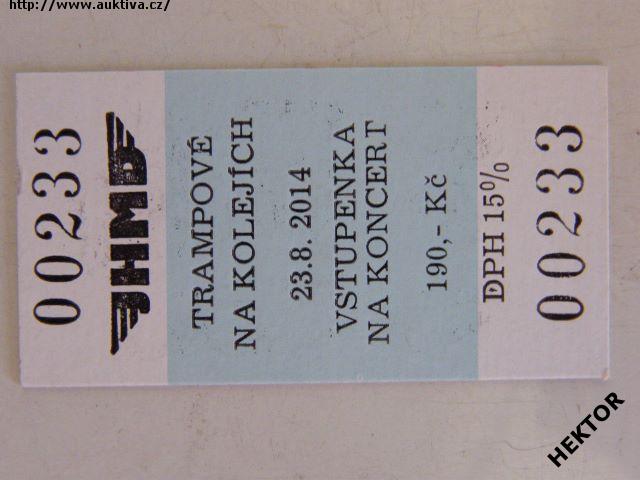 http://www.auktiva.cz/
00233
JHMD
TRAMPOVÉ
NA KOLEJÍCH
23.8.2014
VSTUPENKA
NA KONCERT
190,- Kč
DPH 15%
00233
HEKTOR